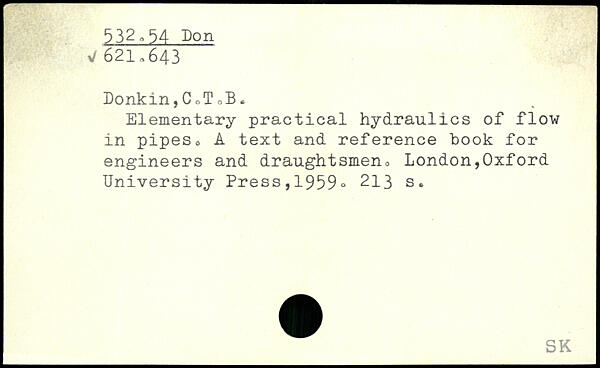 532.54 Don
✓ 621.643
Donkin,C.T.B.
Elementary practical hydraulics of flow
in pipes. A text and reference book for
engineers and draughtsmen. London,Oxford
University Press,1959. 213 s.
SK